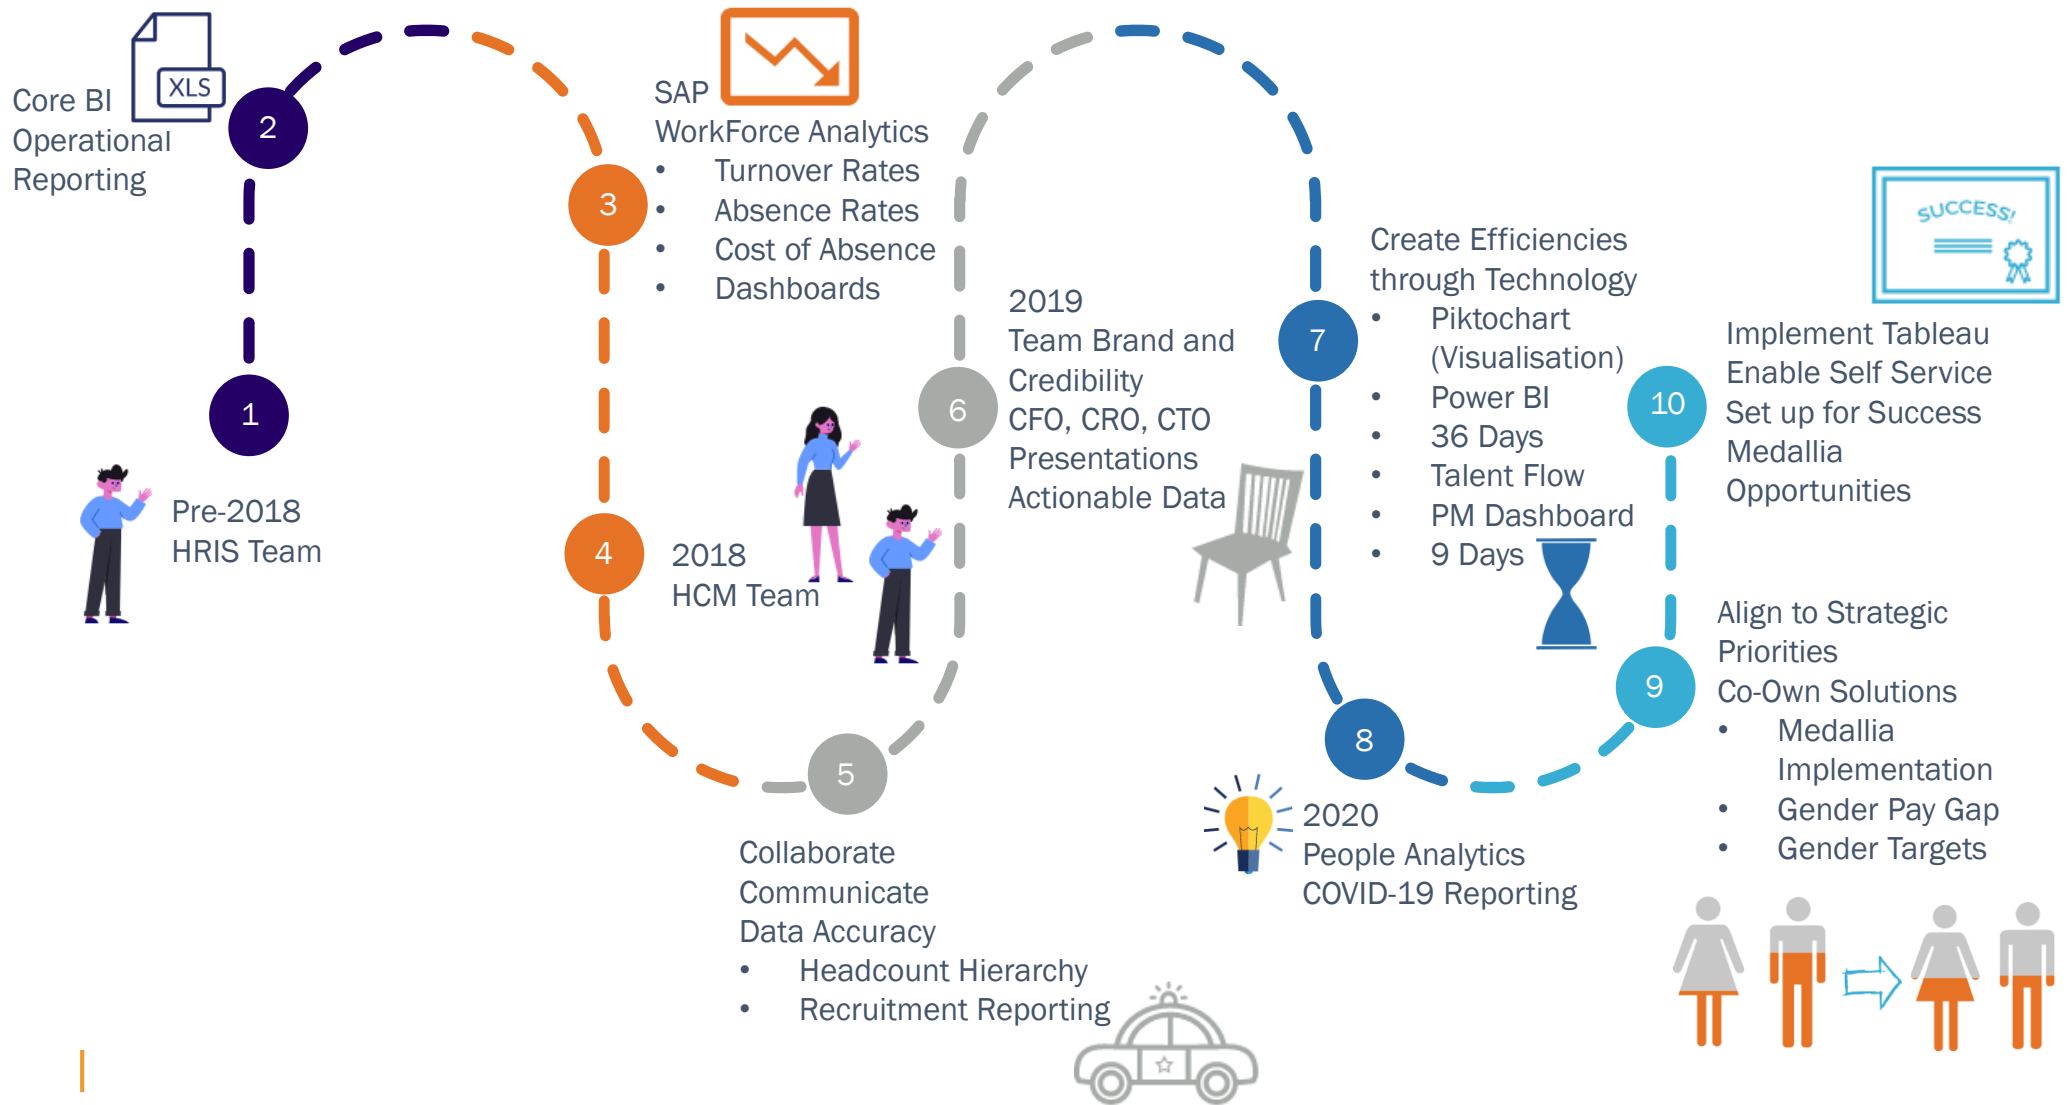 XLS
Core BI
Operational
Reporting
2
1
Pre-2018
HRIS Team
SAP
WorkForce Analytics
3
• Turnover Rates
• Absence Rates
• Cost of Absence
• Dashboards
4
2018
HCM Team
5
Collaborate
Communicate
Data Accuracy
• Headcount Hierarchy
• Recruitment Reporting
6
2019
Team Brand and
Credibility
CFO, CRO, CTO
Presentations
Actionable Data
7
Create Efficiencies
through Technology
• Piktochart
(Visualisation)
• Power BI
• 36 Days
• Talent Flow
• PM Dashboard
• 9 Days
8
2020
People Analytics
COVID-19 Reporting
9
Align to Strategic
Priorities
Co-Own Solutions
• Medallia
Implementation
• Gender Pay Gap
• Gender Targets
10
SUCCESS!
Implement Tableau
Enable Self Service
Set up for Success
Medallia
Opportunities